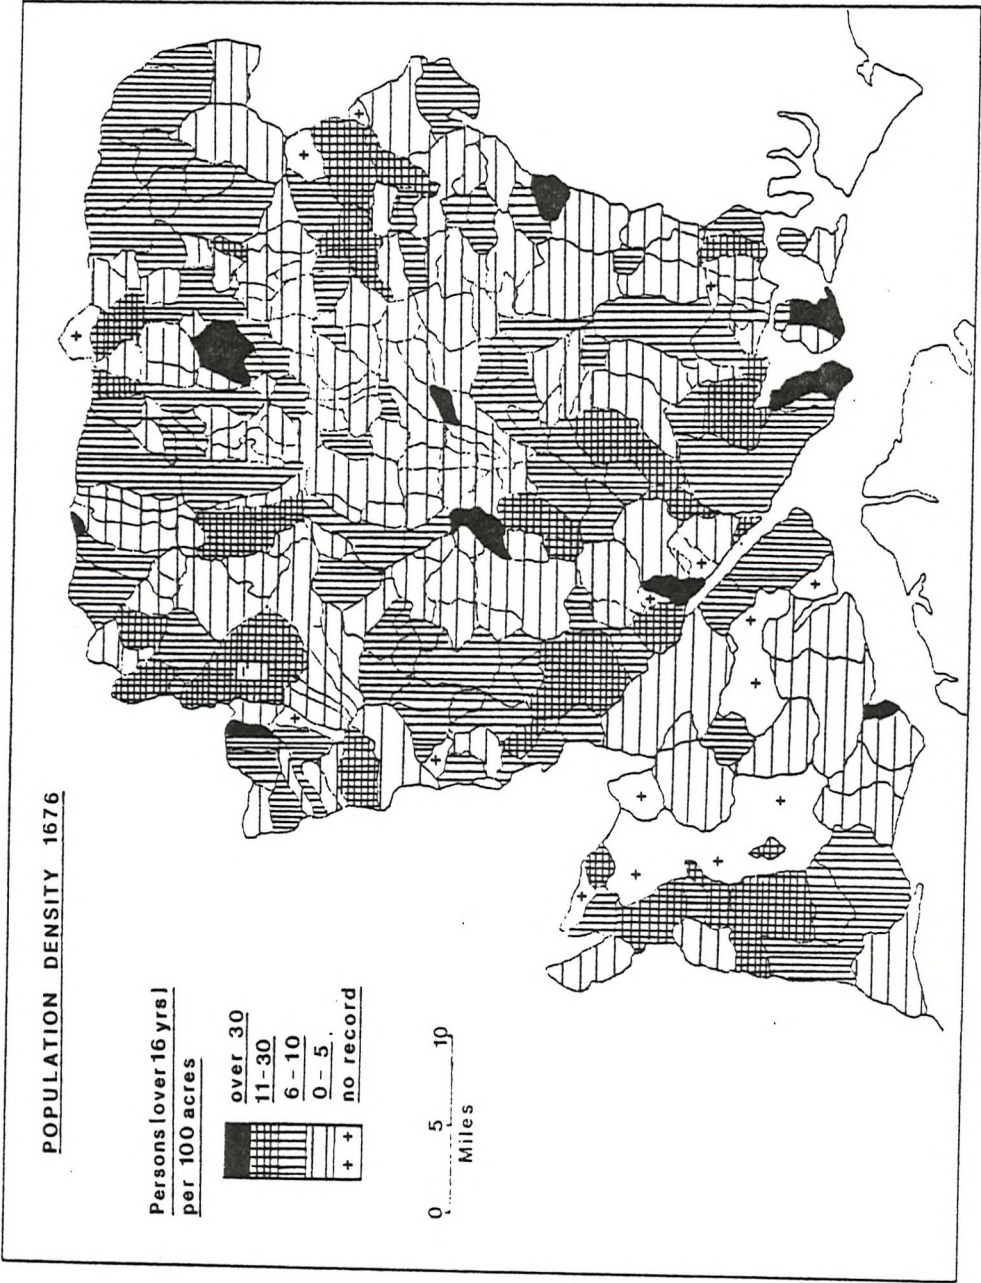 POPULATION DENSITY 1676
Persons (over 16 yrs)
per 100 acres
over 30
11-30
6-10
0-5.
no record
0 5 10
Miles